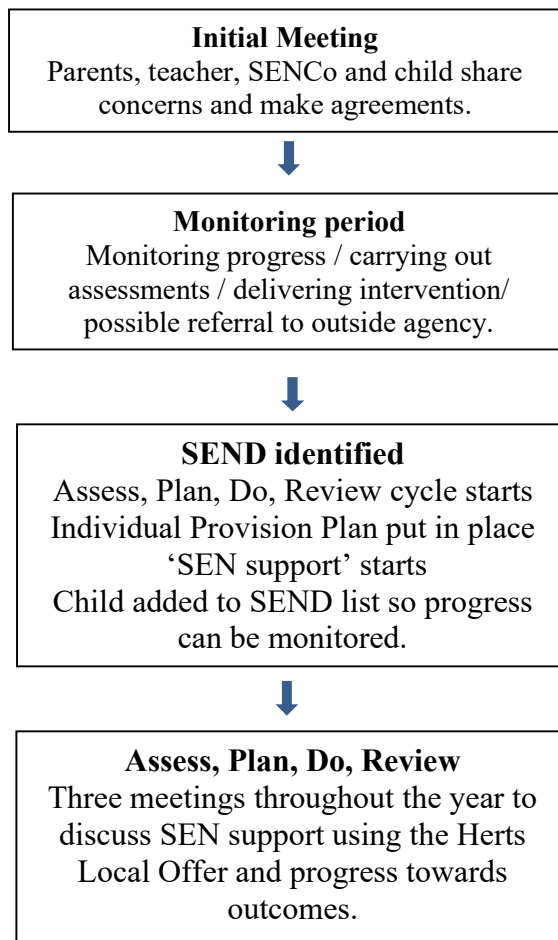 Initial Meeting
Parents, teacher, SENCo and child share
concerns and make agreements.
Monitoring period
Monitoring progress / carrying out
assessments / delivering intervention/
possible referral to outside agency.
SEND identified
Assess, Plan, Do, Review cycle starts
Individual Provision Plan put in place
‘SEN support’ starts
Child added to SEND list so progress
can be monitored.
Assess, Plan, Do, Review
Three meetings throughout the year to
discuss SEN support using the Herts
Local Offer and progress towards
outcomes.